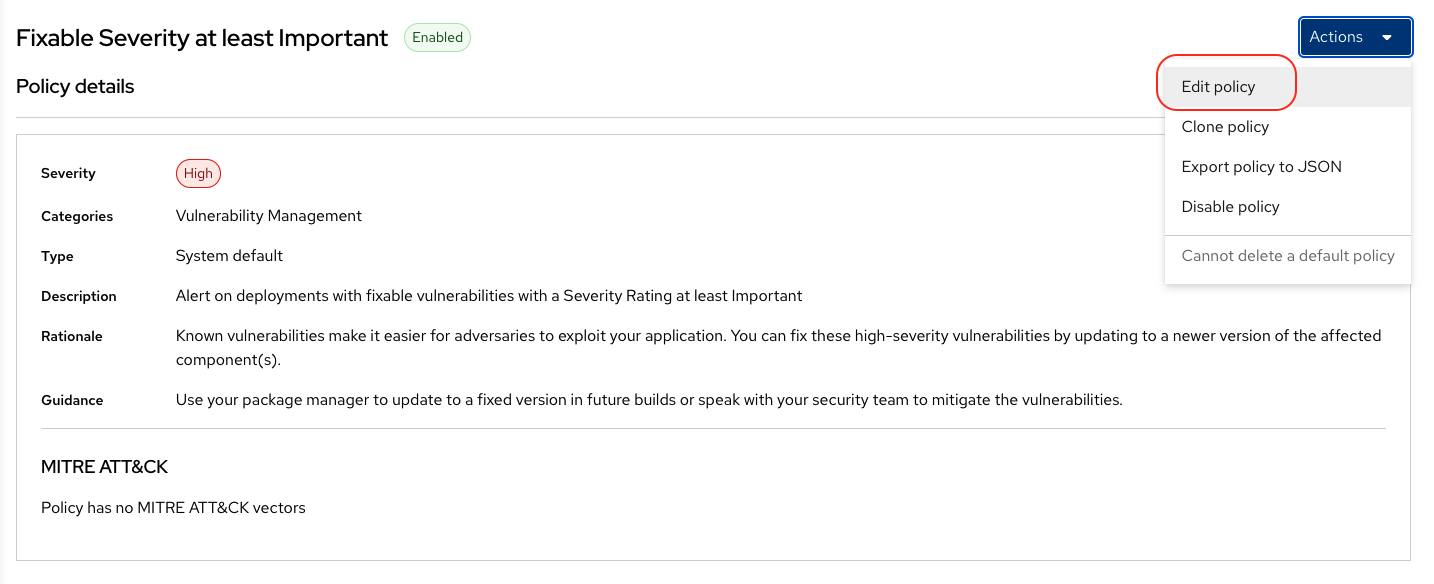 Fixable Severity at least Important
Enabled
Actions
Policy details
Edit policy
Clone policy
Export policy to JSON
Disable policy
Cannot delete a default policy
Severity
High
Categories
Vulnerability Management
Type
System default
Description
Alert on deployments with fixable vulnerabilities with a Severity Rating at least Important
Rationale
Known vulnerabilities make it easier for adversaries to exploit your application. You can fix these high-severity vulnerabilities by updating to a newer version of the affected
component(s).
Guidance
Use your package manager to update to a fixed version in future builds or speak with your security team to mitigate the vulnerabilities.
MITRE ATT&CK
Policy has no MITRE ATT&CK vectors